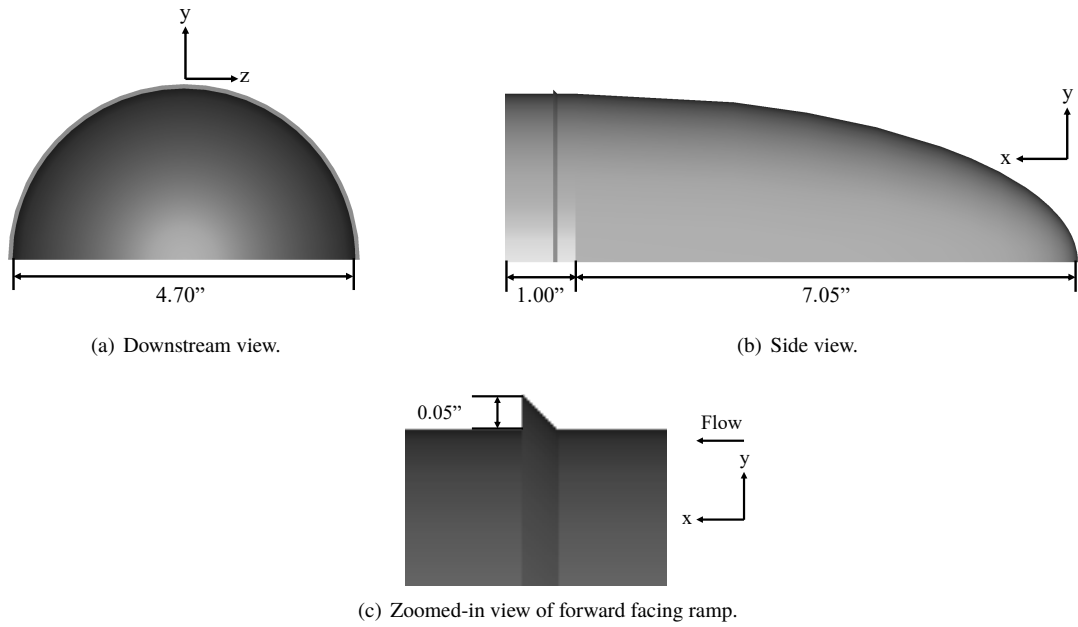 y
z
4.70”
(a) Downstream view.
y
x
1.00”
7.05”
(b) Side view.
0.05”
Flow
y
x
(c) Zoomed-in view of forward facing ramp.